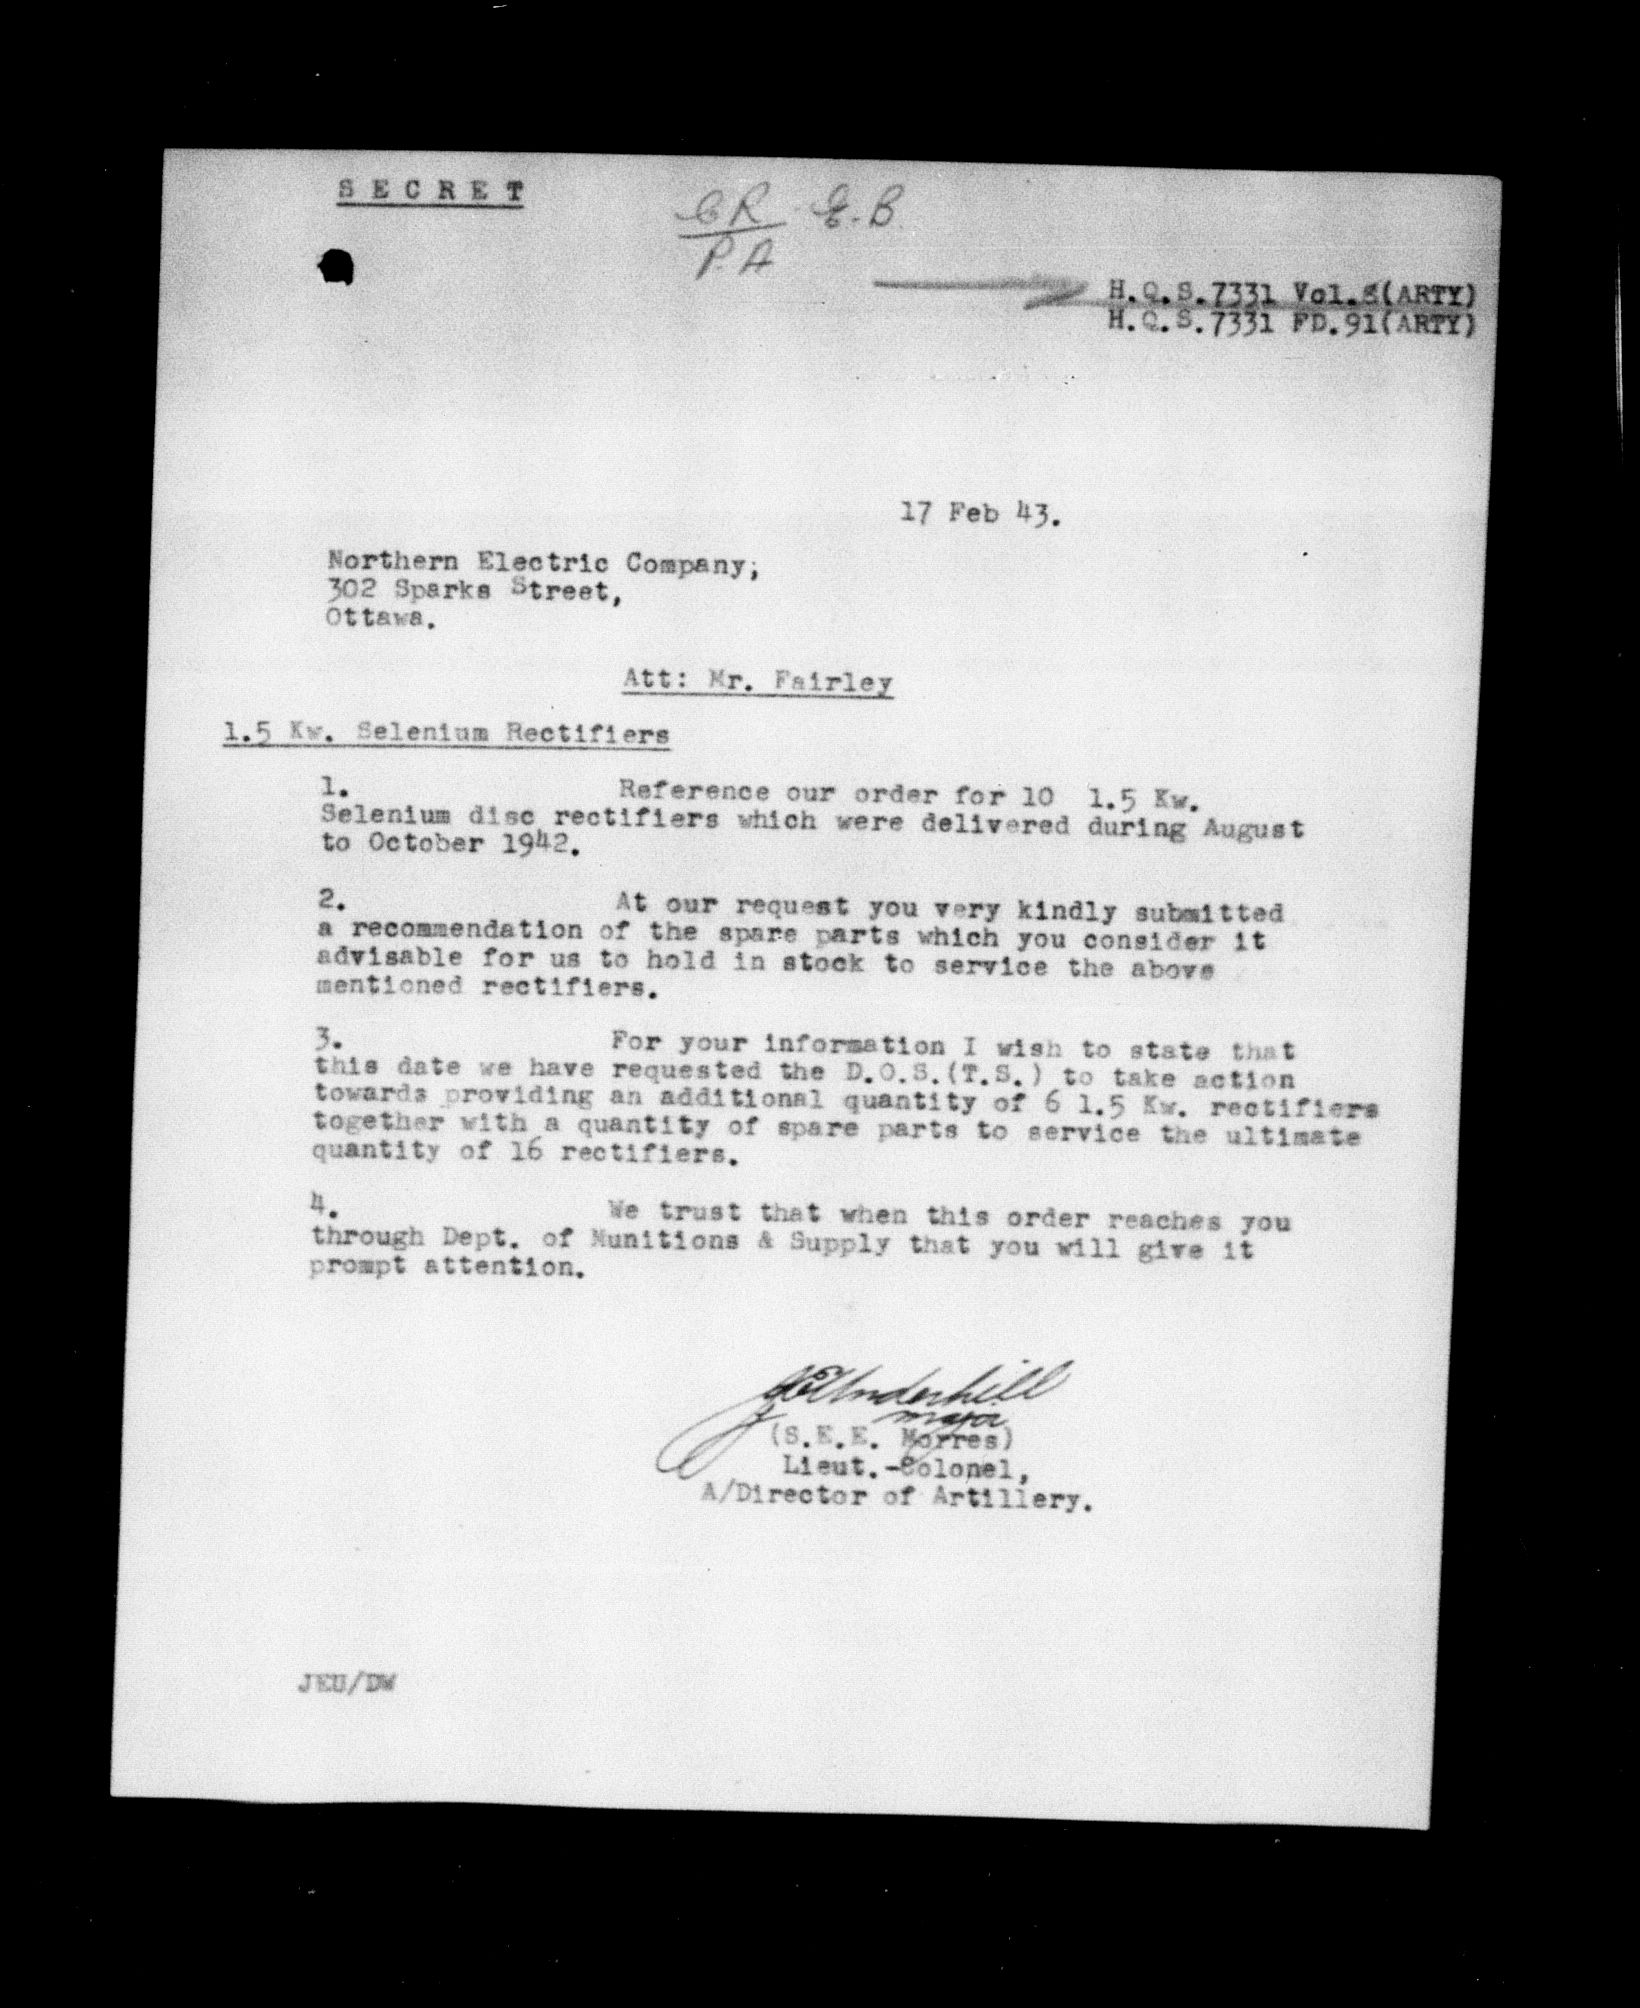 S E C R E T
BR E.B.
P.A
H.Q.S.7331 Vol.8(ARTY)
H.Q.S.7331 FD.91(ARTY)
17 Feb 43.
Northern Electric Company,
302 Sparks Street,
Ottawa.
Att: Mr. Fairley
1.5 Kw. Selenium Rectifiers
1. Reference our order for 10 1.5 Kw.
Selenium disc rectifiers which were delivered during August
to October 1942.
2. At our request you very kindly submitted
a recommendation of the spare parts which you consider it
advisable for us to hold in stock to service the above
mentioned rectifiers.
3. For your information I wish to state that
this date we have requested the D.O.S.(T.S.) to take action
towards providing an additional quantity of 6 1.5 Kw. rectifiers
together with a quantity of spare parts to service the ultimate
quantity of 16 rectifiers.
4. We trust that when this order reaches you
through Dept. of Munitions & Supply that you will give it
prompt attention.
JEUnderhill
major
(S.E.E. Morres)
Lieut.-Colonel,
A/Director of Artillery.
JEU/DW